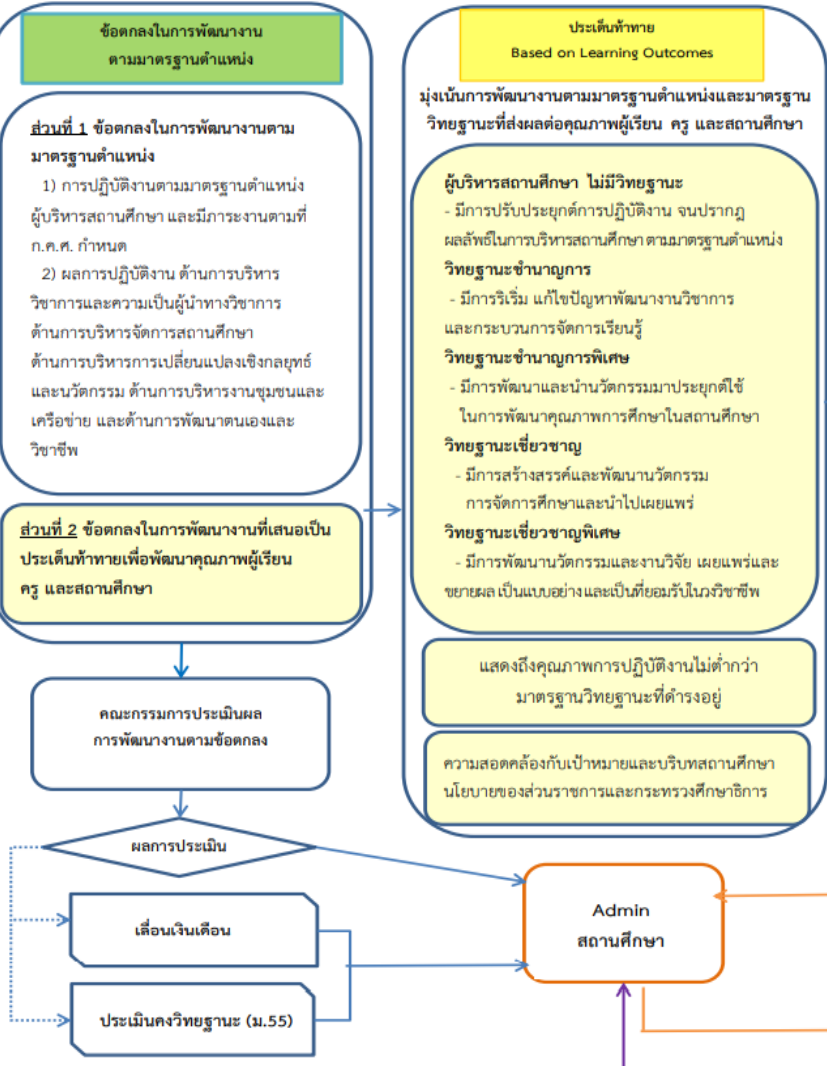 ข้อตกลงในการพัฒนางาน
ตามมาตรฐานตำแหน่ง
ส่วนที่ 1 ข้อตกลงในการพัฒนางานตาม
มาตรฐานตำแหน่ง
1) การปฏิบัติงานตามมาตรฐานตำแหน่ง
ผู้บริหารสถานศึกษา และมีภาระงานตามที่
ก.ค.ศ. กำหนด
2) ผลการปฏิบัติงาน ด้านการบริหาร
วิชาการและความเป็นผู้นำทางวิชาการ
ด้านการบริหารจัดการสถานศึกษา
ด้านการบริหารการเปลี่ยนแปลงเชิงกลยุทธ์
และนวัตกรรม ด้านการบริหารงานชุมชนและ
เครือข่าย และด้านการพัฒนาตนเองและ
วิชาชีพ
ส่วนที่ 2 ข้อตกลงในการพัฒนางานที่เสนอเป็น
ประเด็นท้าทายเพื่อพัฒนาคุณภาพผู้เรียน
ครู และสถานศึกษา
ประเด็นท้าทาย
Based on Learning Outcomes
มุ่งเน้นการพัฒนางานตามมาตรฐานตำแหน่งและมาตรฐาน
วิทยฐานะที่ส่งผลต่อคุณภาพผู้เรียน ครู และสถานศึกษา
ผู้บริหารสถานศึกษา ไม่มีวิทยฐานะ
- มีการปรับประยุกต์การปฏิบัติงาน จนปรากฏ
ผลลัพธ์ในการบริหารสถานศึกษา ตามมาตรฐานตำแหน่ง
วิทยฐานะชำนาญการ
- มีการริเริ่ม แก้ไขปัญหาพัฒนางานวิชาการ
และกระบวนการจัดการเรียนรู้
วิทยฐานะชำนาญการพิเศษ
- มีการพัฒนาและนำนวัตกรรมมาประยุกต์ใช้
ในการพัฒนาคุณภาพการศึกษาในสถานศึกษา
วิทยฐานะเชี่ยวชาญ
- มีการสร้างสรรค์และพัฒนานวัตกรรม
การจัดการศึกษาและนำไปเผยแพร่
วิทยฐานะเชี่ยวชาญพิเศษ
- มีการพัฒนานวัตกรรมและงานวิจัย เผยแพร่และ
ขยายผล เป็นแบบอย่างและเป็นที่ยอมรับในวงวิชาชีพ
แสดงถึงคุณภาพการปฏิบัติงานไม่ต่ำกว่า
มาตรฐานวิทยฐานะที่ดำรงอยู่
ความสอดคล้องกับเป้าหมายและบริบทสถานศึกษา
นโยบายของส่วนราชการและกระทรวงศึกษาธิการ
คณะกรรมการประเมินผล
การพัฒนางานตามข้อตกลง
ผลการประเมิน
เลื่อนเงินเดือน
ประเมินคงวิทยฐานะ (ม.55)
Admin
สถานศึกษา